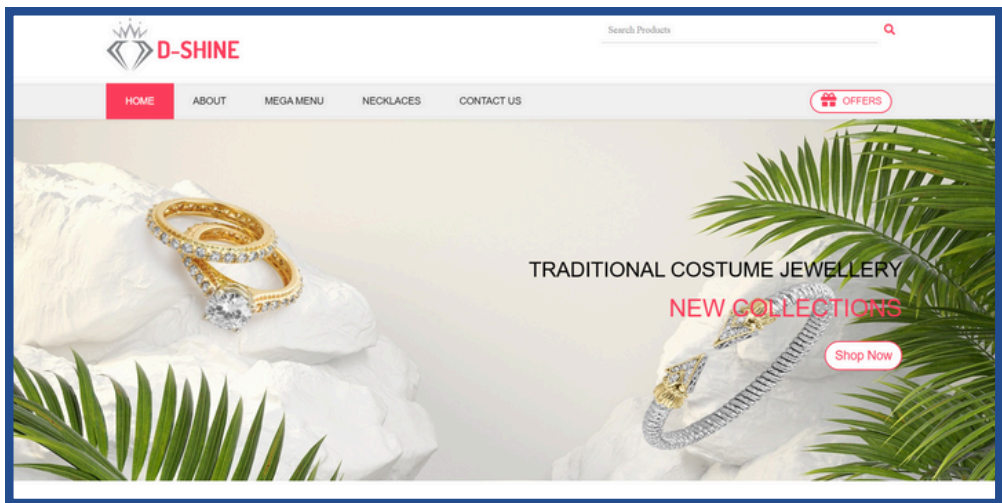 D-SHINE
Search Products
HOME ABOUT MEGA MENU NECKLACES CONTACT US OFFERS
TRADITIONAL COSTUME JEWELLERY
NEW COLLECTIONS
Shop Now